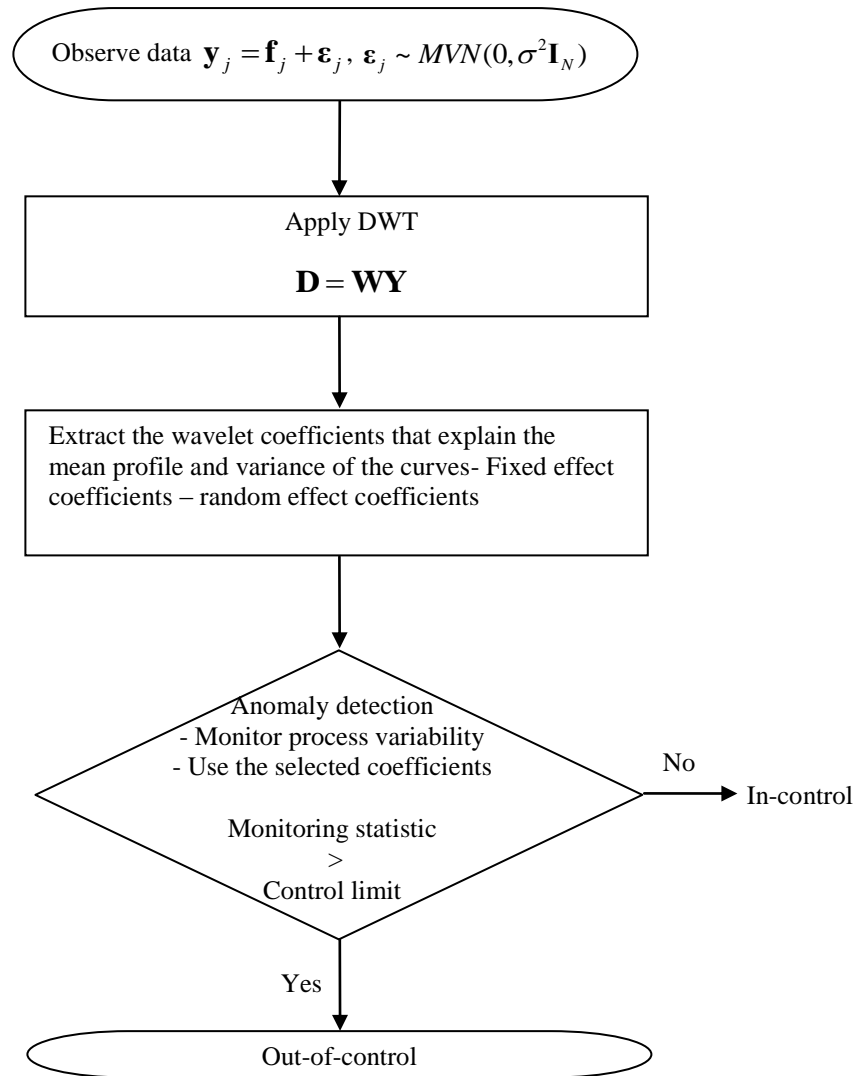 Observe data y_j = f_j + ε_j, ε_j ~ MVN(0, σ²I_N)
Apply DWT
D = WY
Extract the wavelet coefficients that explain the
mean profile and variance of the curves- Fixed effect
coefficients – random effect coefficients
Anomaly detection
- Monitor process variability
- Use the selected coefficients
Monitoring statistic
>
Control limit
No
In-control
Yes
Out-of-control